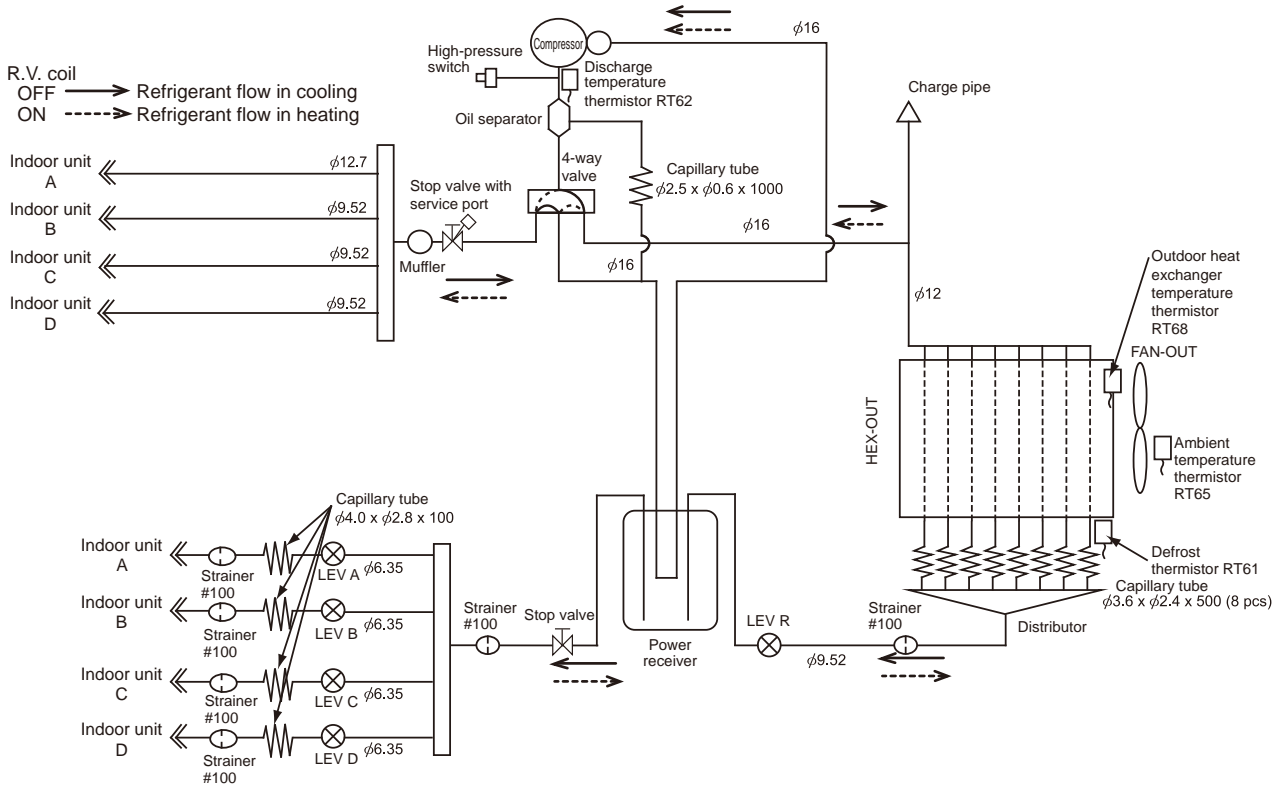 R.V. coil
OFF Refrigerant flow in cooling
ON Refrigerant flow in heating
Compressor
ϕ16
High-pressure
switch
Discharge
temperature
thermistor RT62
Oil separator
4-way
valve
Capillary tube
ϕ2.5 x ϕ0.6 x 1000
Charge pipe
Indoor unit
A
ϕ12.7
Indoor unit
B
ϕ9.52
Indoor unit
C
ϕ9.52
Indoor unit
D
ϕ9.52
Stop valve with
service port
Muffler
ϕ16
ϕ16
ϕ12
Outdoor heat
exchanger
temperature
thermistor
RT68
FAN-OUT
HEX-OUT
Ambient
temperature
thermistor
RT65
Defrost
thermistor RT61
Capillary tube
ϕ3.6 x ϕ2.4 x 500 (8 pcs)
Distributor
Capillary tube
ϕ4.0 x ϕ2.8 x 100
Indoor unit
A
Strainer
#100
LEV A
ϕ6.35
Indoor unit
B
Strainer
#100
LEV B
ϕ6.35
Indoor unit
C
Strainer
#100
LEV C
ϕ6.35
Indoor unit
D
Strainer
#100
LEV D
ϕ6.35
Strainer
#100
Stop valve
Power
receiver
LEV R
ϕ9.52
Strainer
#100